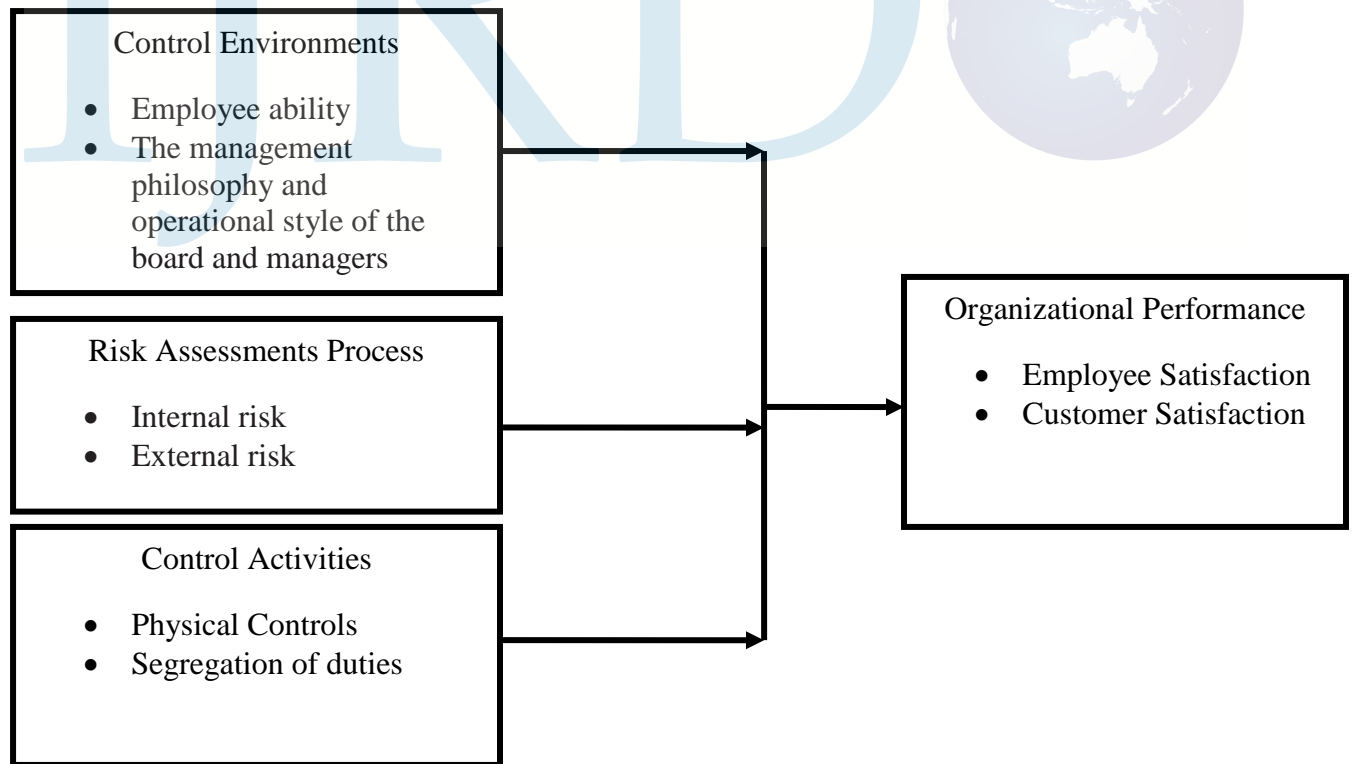 IJRD
Control Environments
• Employee ability
• The management
philosophy and
operational style of the
board and managers
Risk Assessments Process
• Internal risk
• External risk
Control Activities
• Physical Controls
• Segregation of duties
Organizational Performance
• Employee Satisfaction
• Customer Satisfaction